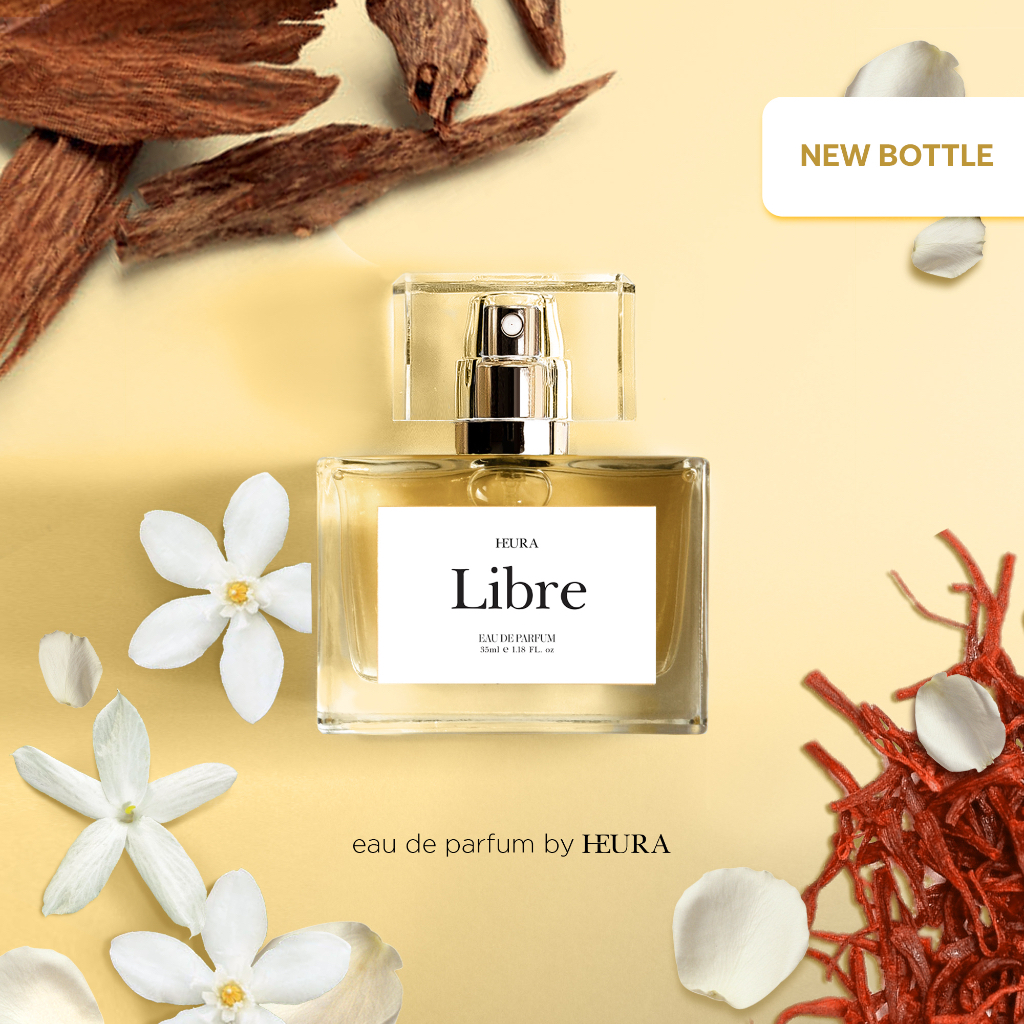 NEW BOTTLE
HEURA
Libre
EAU DE PARFUM
35ml e 1.18 FL. oz
eau de parfum by HEURA